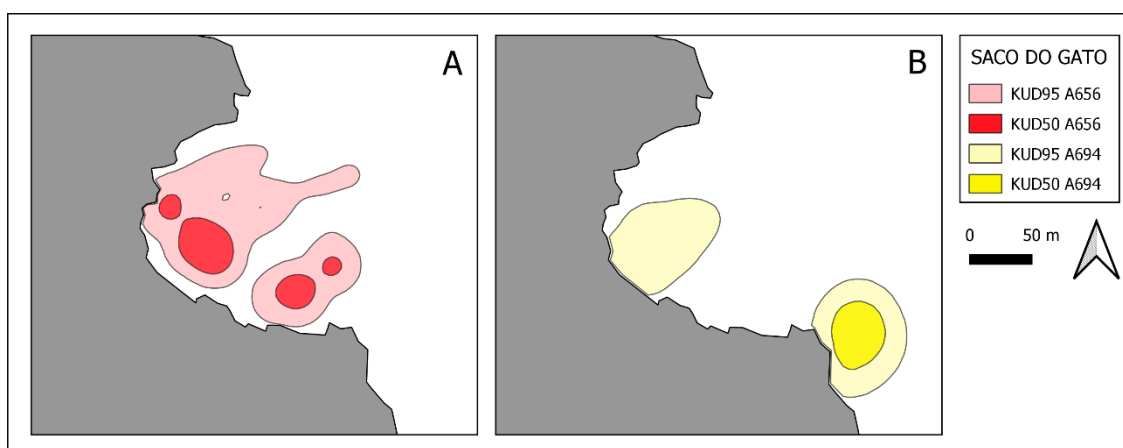 A
B
SACO DO GATO
KUD95 A656
KUD50 A656
KUD95 A694
KUD50 A694
0 50 m